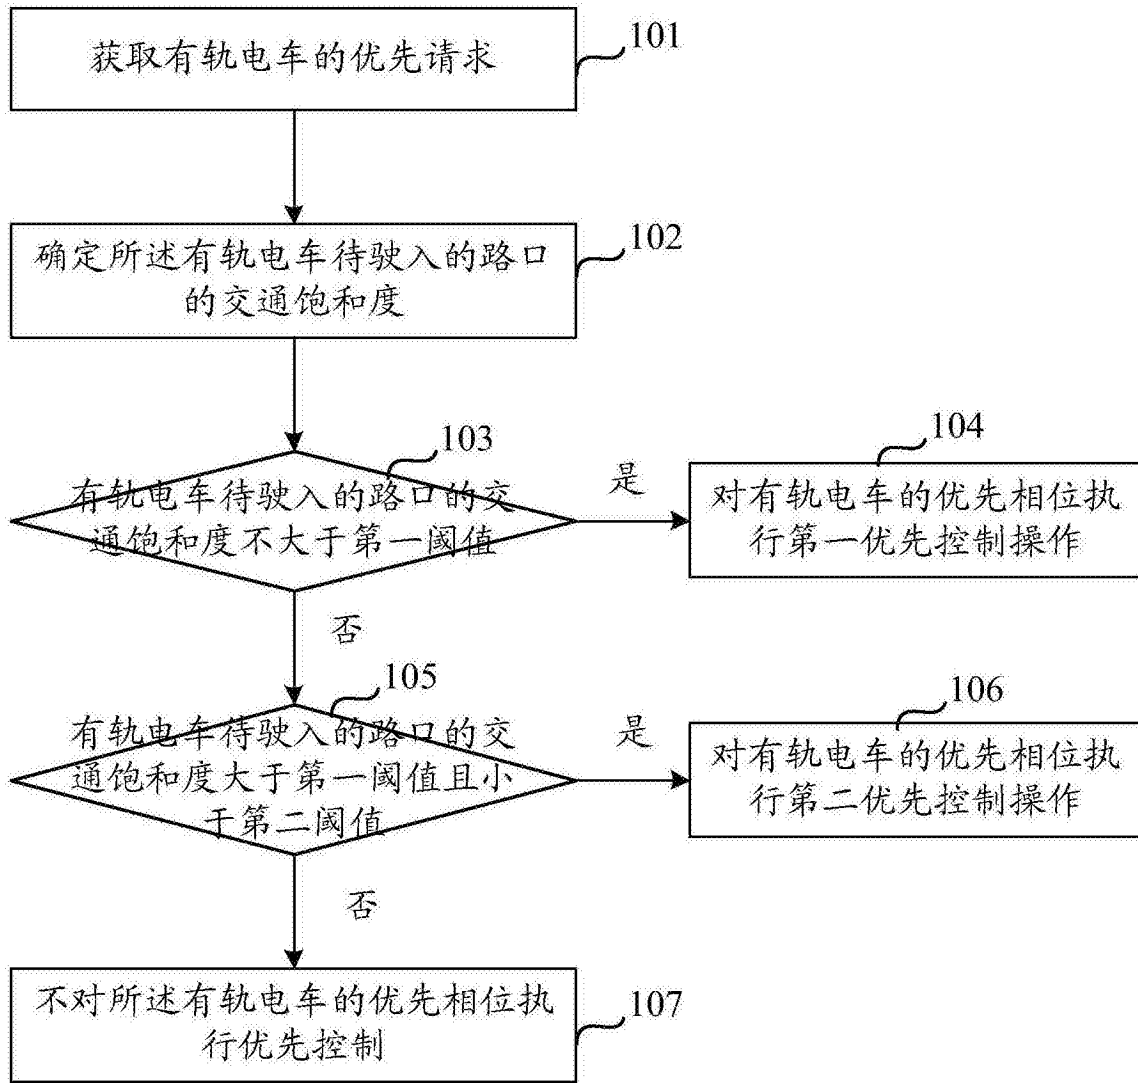 获取有轨电车的优先请求
101
确定所述有轨电车待驶入的路口
的交通饱和度
102
103
有轨电车待驶入的路口的交
通饱和度不大于第一阈值
是
104
对有轨电车的优先相位执
行第一优先控制操作
否
105
有轨电车待驶入的路口的交
通饱和度大于第一阈值且小
于第二阈值
是
106
对有轨电车的优先相位执
行第二优先控制操作
否
不对所述有轨电车的优先相位执
行优先控制
107